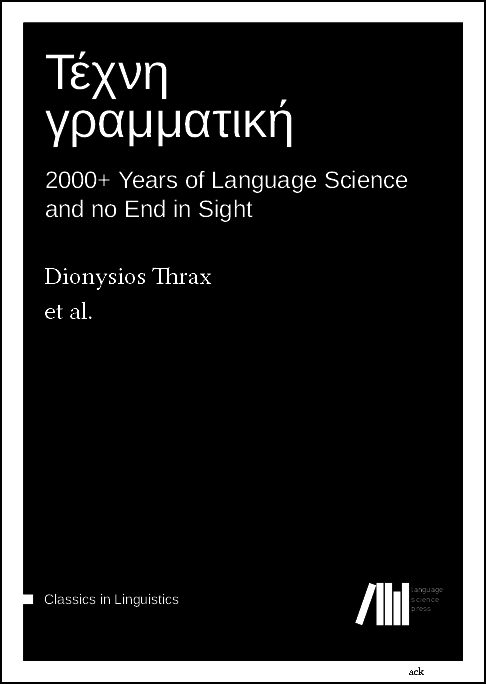 Τέχνη
γραμματική
2000+ Years of Language Science
and no End in Sight
Dionysios Thrax
et al.
Classics in Linguistics
language
science
press
ack